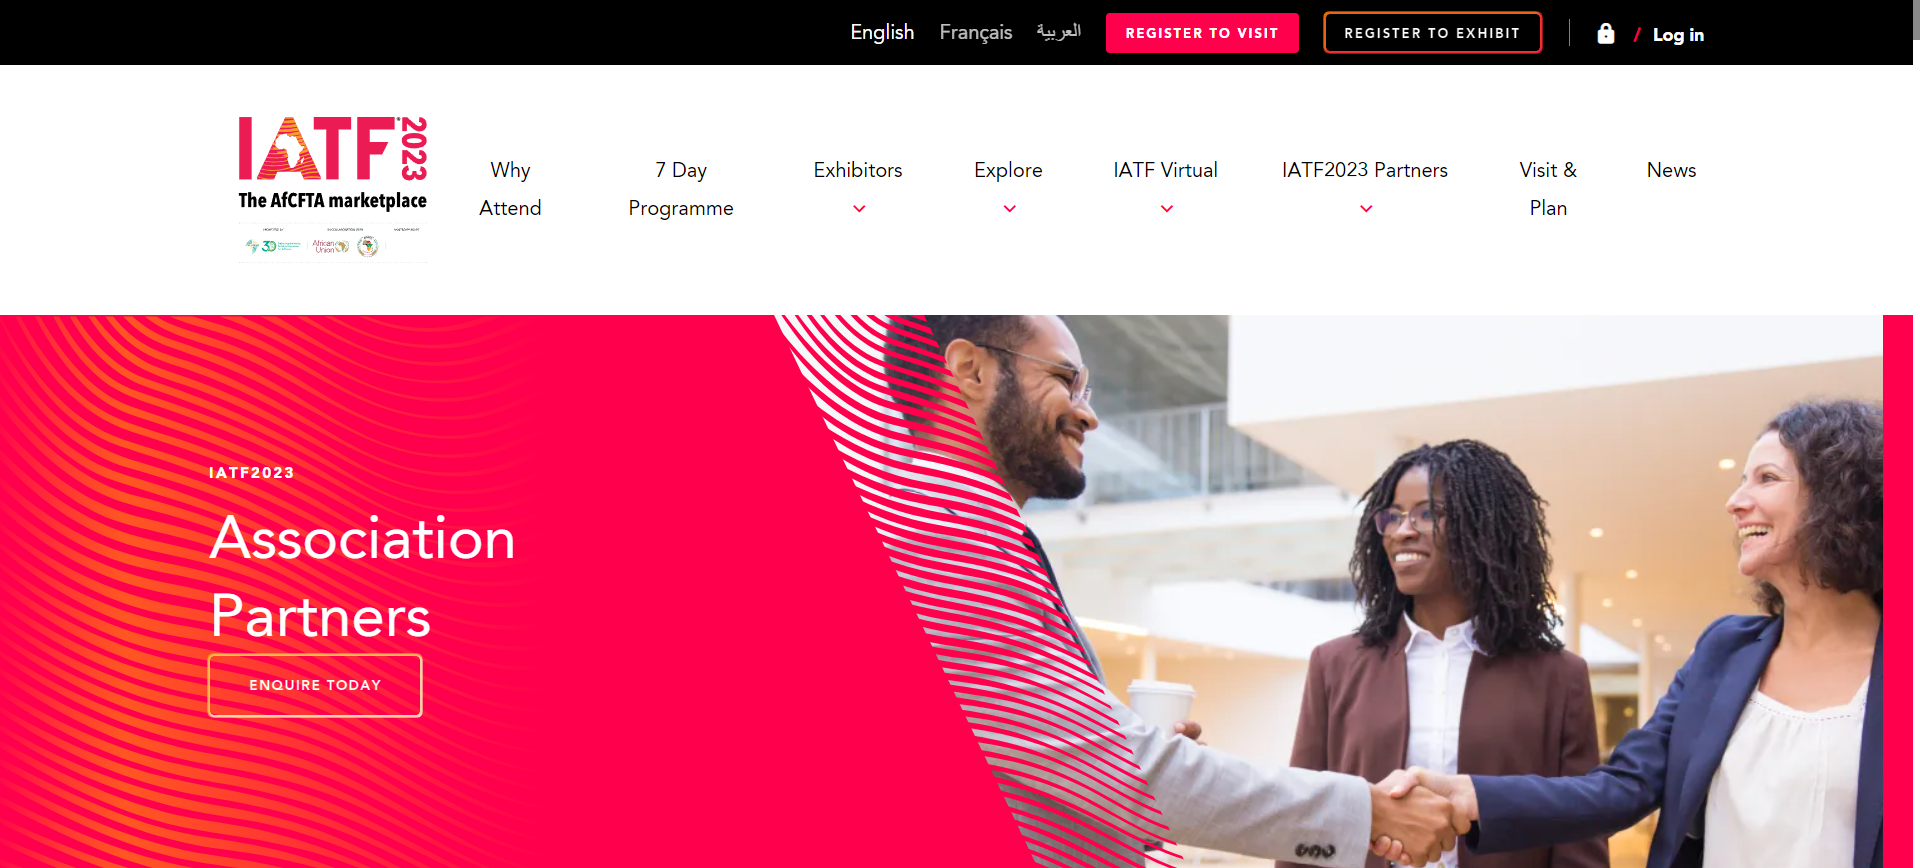 English Français العربية REGISTER TO VISIT REGISTER TO EXHIBIT / Log in
IATF 2023
The AfCFTA marketplace
African
Union
Why
Attend
7 Day
Programme
Exhibitors
Explore
IATF Virtual
IATF2023 Partners
Visit &
Plan
News
IATF2023
Association
Partners
ENQUIRE TODAY